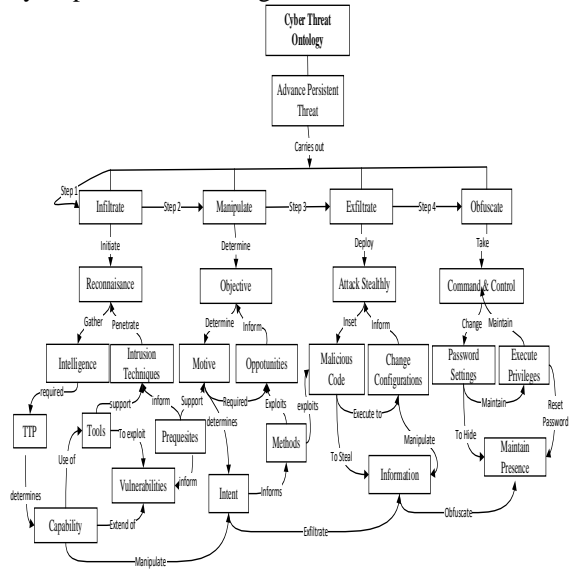 Cyber Threat
Ontology
Advance Persistent
Threat
Carries out
Step 1
Infiltrate
Step 2
Manipulate
Step 3
Exfiltrate
Step 4
Obfuscate
Initiate
Determine
Deploy
Take
Reconnaisance
Objective
Attack Stealthly
Command & Control
Gather
Penetrate
Determine
Inform
Inset
Inform
Change
Maintain
Intelligence
Intrusion
Techniques
Motive
Oppotunities
Malicious
Code
Change
Configurations
Password
Settings
Execute
Privileges
required
support
inform
Support
Required
Exploits
exploits
Execute to
Maintain
Reset
Password
TTP
Tools
To exploit
Prequesites
determines
Methods
Manipulate
To Hide
Maintain
Presence
Use of
inform
To Steal
Vulnerabilities
Intent
Informs
Information
determines
Capability
Extend of
Obfuscate
Exfiltrate
Manipulate